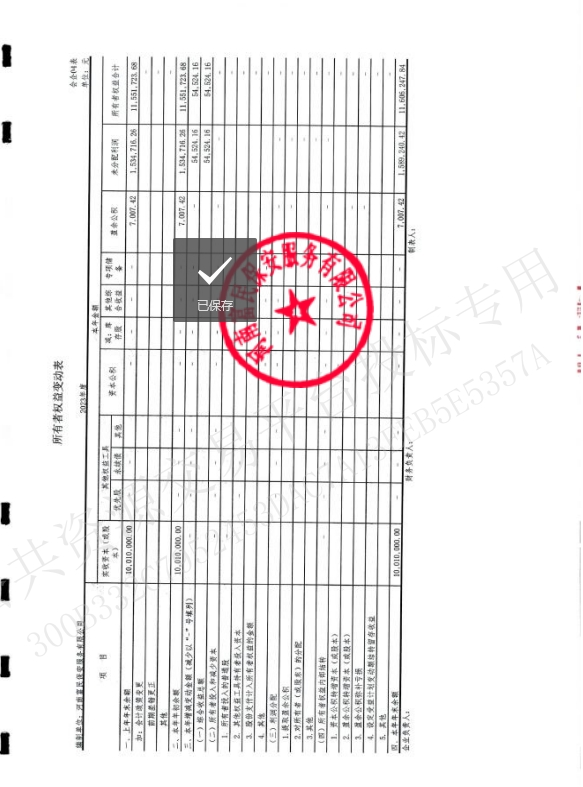 所有者权益变动表
会企04表
2023年度
单位：元
编制单位：河南富民保安服务有限公司
项 目
本年金额
实收资本（或股本）
其他权益工具
优先股 永续债 其他
资本公积
减：库存股
其他综合收益
专项储备
盈余公积
未分配利润
所有者权益合计
一、上年年末余额 10,010,000.00 - - - - - - - 7,007.42 1,534,716.26 11,551,723.68
加：会计政策变更
前期差错更正
其他
二、本年年初余额 10,010,000.00 - - - - - - - 7,007.42 1,534,716.26 11,551,723.68
三、本年增减变动金额（减少以“-”号填列） 54,524.16 54,524.16
（一）综合收益总额 54,524.16 54,524.16
（二）所有者投入和减少资本
1. 所有者投入的普通股
2. 其他权益工具持有者投入资本
3. 股份支付计入所有者权益的金额
4. 其他
（三）利润分配
1.提取盈余公积
2.对所有者（或股东）的分配
3.其他
（四）所有者权益内部结转
1. 资本公积转增资本（或股本）
2. 盈余公积转增资本（或股本）
3. 盈余公积弥补亏损
4. 设定受益计划变动额结转留存收益
5. 其他
四、本年年末余额 10,010,000.00 - - - - - - - 7,007.42 1,589,240.42 11,606,247.84
企业负责人：
财务负责人：
制表人：
已保存
保安服务有限公司
共资源交易平台投标专用